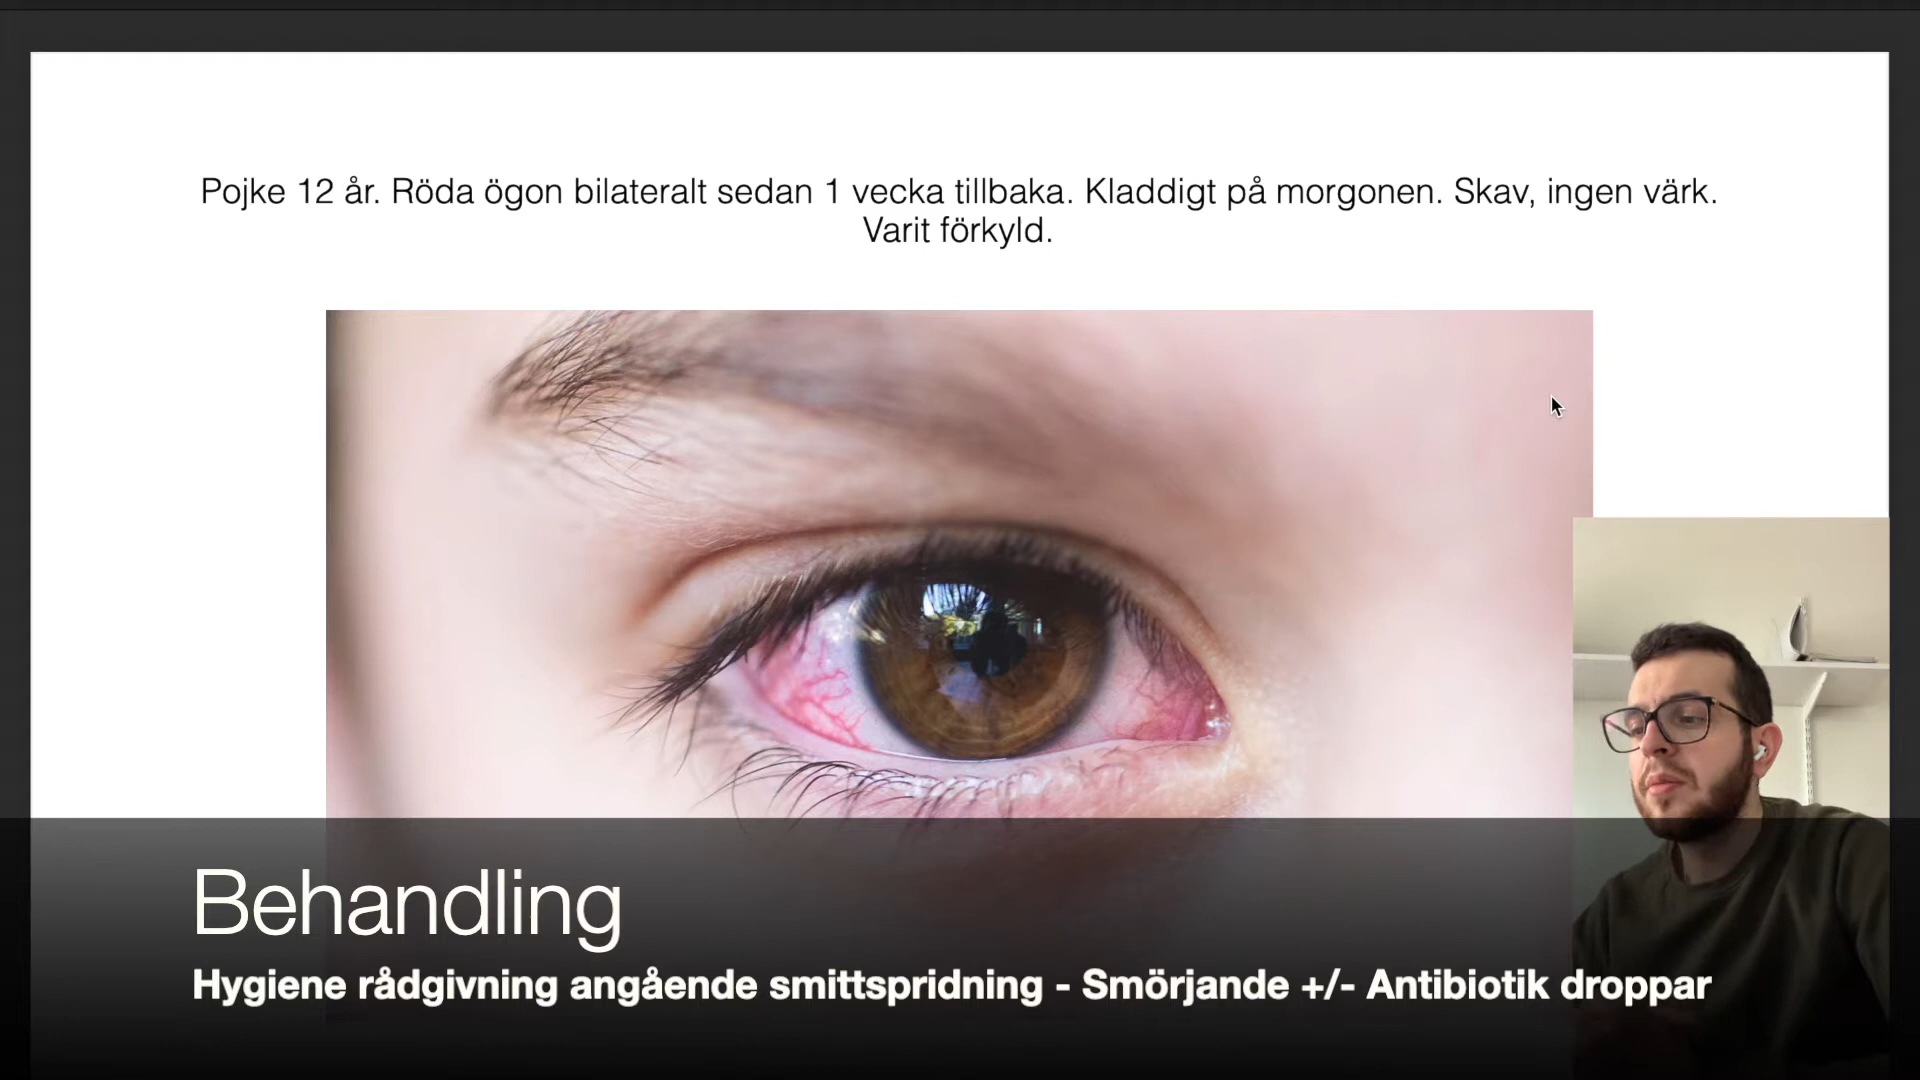 Pojke 12 år. Röda ögon bilateralt sedan 1 vecka tillbaka. Kladdigt på morgonen. Skav, ingen värk.
Varit förkyld.
Behandling
Hygiene rådgivning angående smittspridning - Smörjande +/- Antibiotik droppar